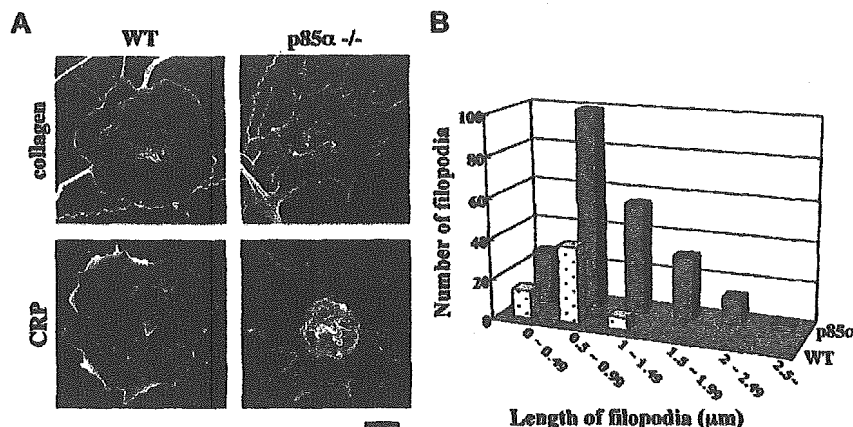 A
WT
p85α -/-
collagen
CRP
B
Number of filopodia
100
80
60
40
20
0
0 ~ 0.49
0.5 ~ 0.99
1 ~ 1.49
1.5 ~ 1.99
2 ~ 2.49
2.5~
p85α
WT
Length of filopodia (μm)